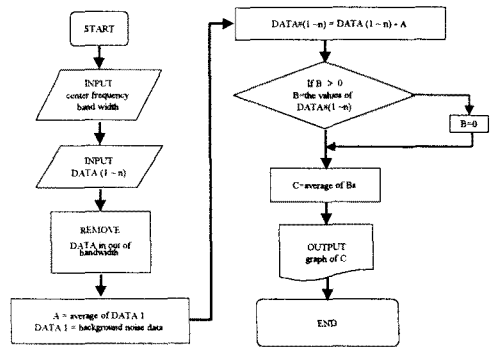 START
INPUT
center frequency
band width
INPUT
DATA (1~n)
REMOVE
DATA in out of
bandwidth
A = average of DATA 1
DATA 1 = background noise data
DATA#(1~n) = DATA (1~n) - A
If B > 0
B=the values of
DATA#(1~n)
B=0
C=average of Bs
OUTPUT
graph of C
END